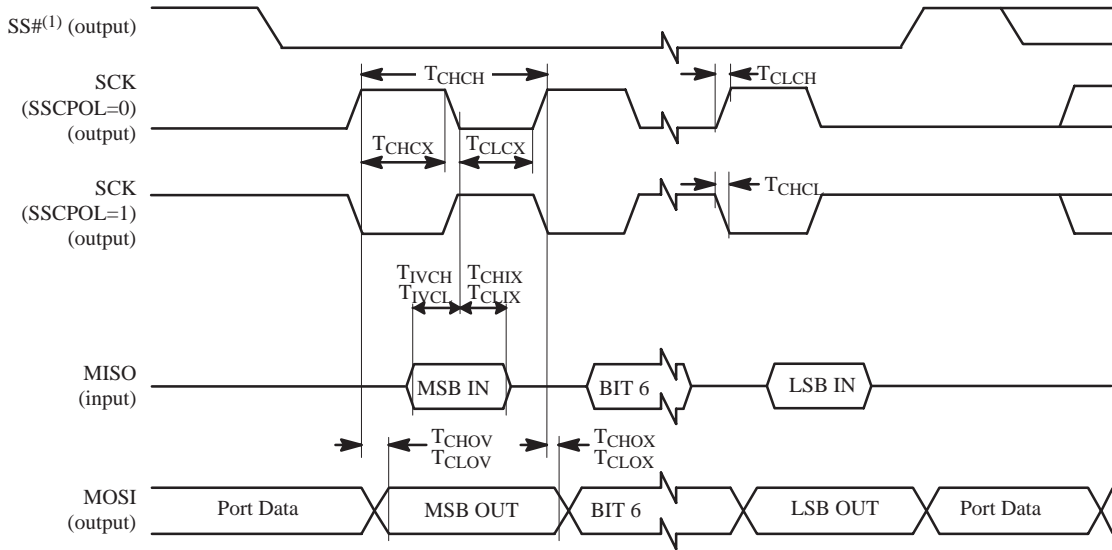 SS#(1) (output)
SCK
(SSCPOL=0)
(output)
TCHCH
TCLCH
TCHCX
TCLCX
SCK
(SSCPOL=1)
(output)
TCHCL
TIVCH
TIVCL
TCHIX
TCLIX
MISO
(input)
MSB IN
BIT 6
LSB IN
TCHOV
TCLOV
TCHOX
TCLOX
MOSI
(output)
Port Data
MSB OUT
BIT 6
LSB OUT
Port Data